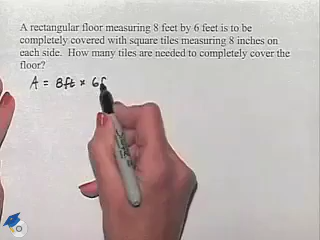 A rectangular floor measuring 8 feet by 6 feet is to be
completely covered with square tiles measuring 8 inches on
each side. How many tiles are needed to completely cover the
floor?
A = 8ft × 6f